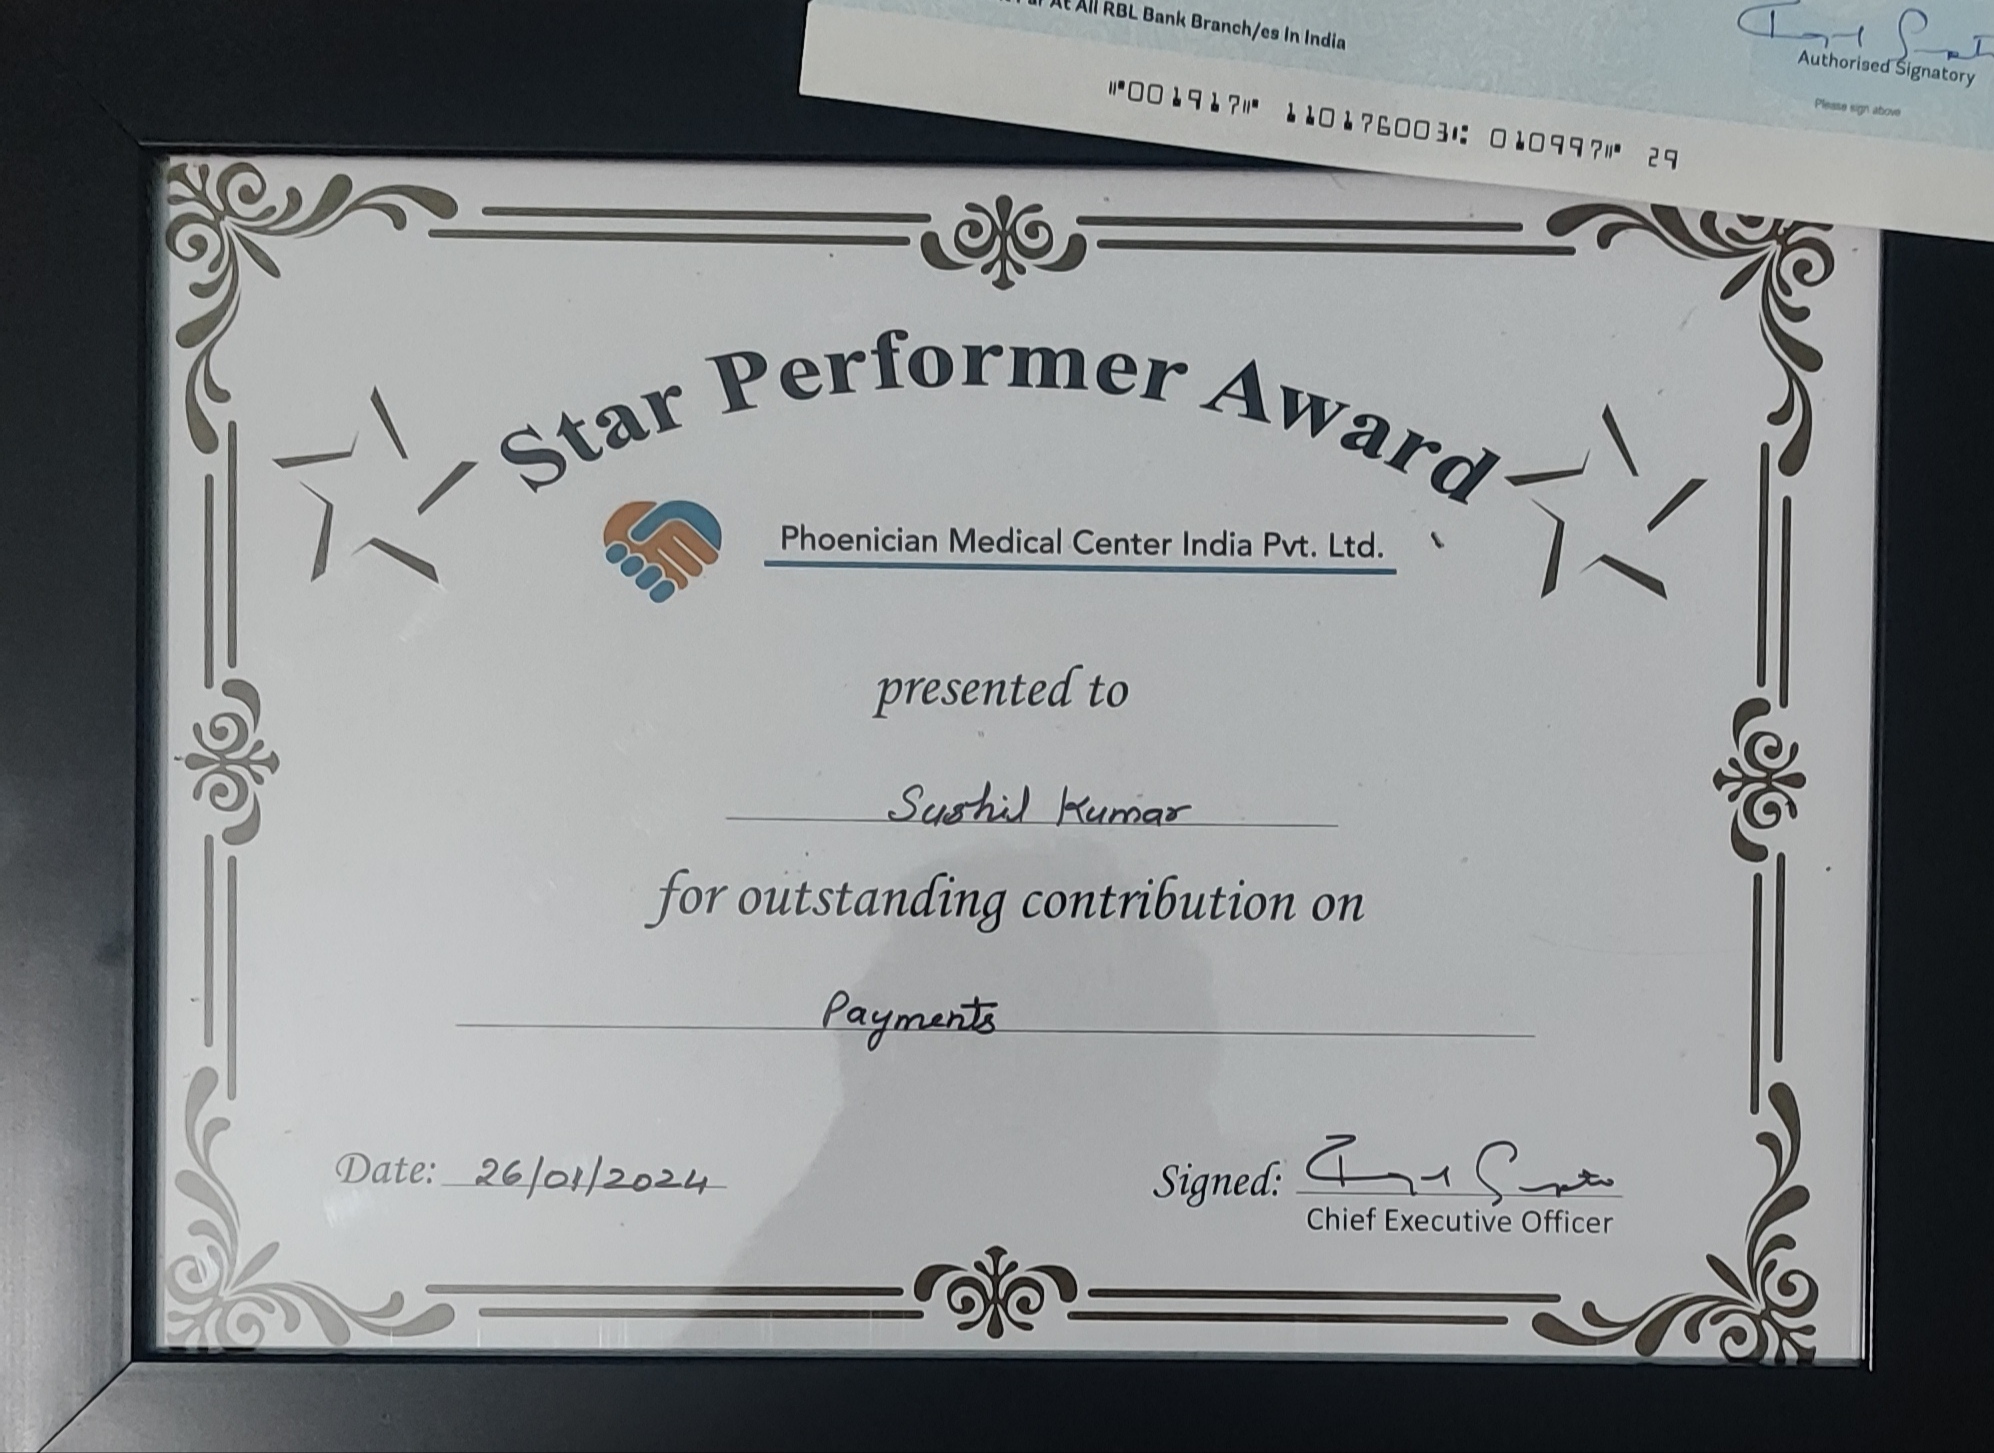 At All RBL Bank Branch/es In India
Authorised Signatory
Please sign above
⑈001917⑈ 110176003⑆ 010997⑈ 29
Star Performer Award
Phoenician Medical Center India Pvt. Ltd.
presented to
Sushil Kumar
for outstanding contribution on
Payments
Date: 26/01/2024
Signed:
Chief Executive Officer